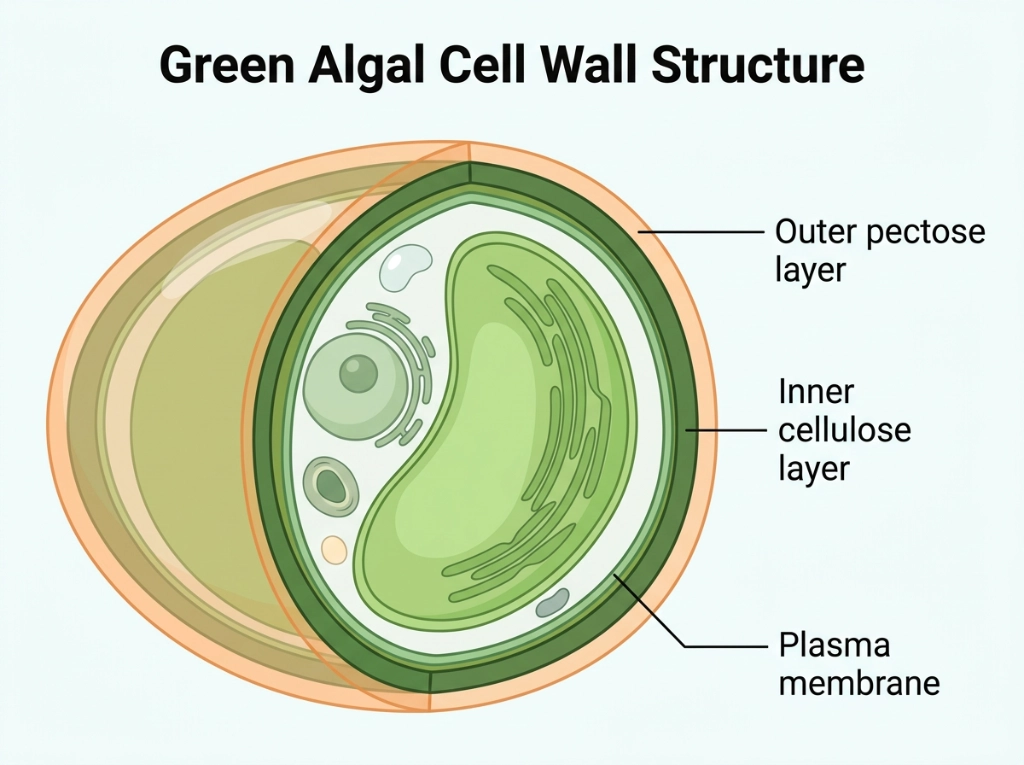 Green Algal Cell Wall Structure
Outer pectose
layer
Inner
cellulose
layer
Plasma
membrane